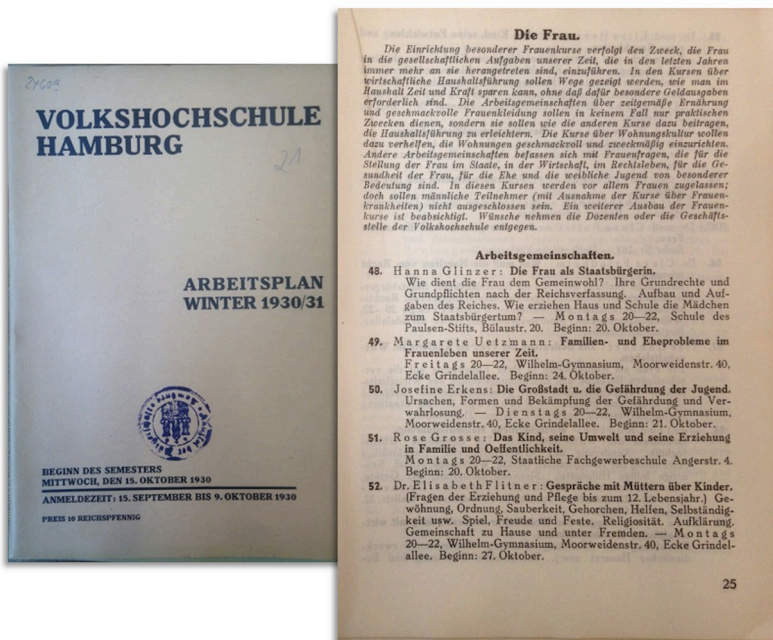 2+60a
VOLKSHOCHSCHULE
HAMBURG
21
ARBEITSPLAN
WINTER 1930/31
BEGINN DES SEMESTERS
MITTWOCH, DEN 15. OKTOBER 1930
ANMELDEZEIT: 15. SEPTEMBER BIS 9. OKTOBER 1930
PREIS 10 REICHSPFENNIG
Die Frau.
Die Einrichtung besonderer Frauenkurse verfolgt den Zweck, die Frau
in die gesellschaftlichen Aufgaben unserer Zeit, die in den letzten Jahren
immer mehr an sie herangetreten sind, einzuführen. In den Kursen über
wirtschaftliche Haushaltsführung sollen Wege gezeigt werden, wie man im
Haushalt Zeit und Kraft sparen kann, ohne daß dafür besondere Geldausgaben
erforderlich sind. Die Arbeitsgemeinschaften über zeitgemäße Ernährung
und geschmackvolle Frauenkleidung sollen in keinem Fall nur praktischen
Zwecken dienen, sondern sie sollen wie die anderen Kurse dazu beitragen,
die Haushaltsführung zu erleichtern. Die Kurse über Wohnungskultur wollen
dazu verhelfen, die Wohnungen geschmackvoll und zweckmäßig einzurichten.
Andere Arbeitsgemeinschaften befassen sich mit Frauenfragen, die für die
Stellung der Frau im Staate, in der Wirtschaft, im Rechtsleben, für die Ge-
sundheit der Frau, für die Ehe und die weibliche Jugend von besonderer
Bedeutung sind. In diesen Kursen werden vor allem Frauen zugelassen;
doch sollen männliche Teilnehmer (mit Ausnahme der Kurse über Frauen-
krankheiten) nicht ausgeschlossen sein. Ein weiterer Ausbau der Frauen-
kurse ist beabsichtigt. Wünsche nehmen die Dozenten oder die Geschäfts-
stelle der Volkshochschule entgegen.
Arbeitsgemeinschaften.
48. Hanna Glinzer: Die Frau als Staatsbürgerin.
Wie dient die Frau dem Gemeinwohl? Ihre Grundrechte und
Grundpflichten nach der Reichsverfassung. Aufbau und Auf-
gaben des Reiches. Wie erziehen Haus und Schule die Mädchen
zum Staatsbürgertum? — Montags 20—22, Schule des
Paulsen-Stifts, Bülaustr. 20. Beginn: 20. Oktober.
49. Margarete Uetzmann: Familien- und Eheprobleme im
Frauenleben unserer Zeit.
Freitags 20—22, Wilhelm-Gymnasium, Moorweidenstr. 40,
Ecke Grindelallee. Beginn: 24. Oktober.
50. Josefine Erkens: Die Großstadt u. die Gefährdung der Jugend.
Ursachen, Formen und Bekämpfung der Gefährdung und Ver-
wahrlosung. — Dienstags 20—22, Wilhelm-Gymnasium,
Moorweidenstr. 40, Ecke Grindelallee. Beginn: 21. Oktober.
51. Rose Grosse: Das Kind, seine Umwelt und seine Erziehung
in Familie und Oeffentlichkeit.
Montags 20—22, Staatliche Fachgewerbeschule Angerstr. 4.
Beginn: 20. Oktober.
52. Dr. Elisabeth Flitner: Gespräche mit Müttern über Kinder.
(Fragen der Erziehung und Pflege bis zum 12. Lebensjahr.) Ge-
wöhnung, Ordnung, Sauberkeit, Gehorchen, Helfen, Selbständig-
keit usw. Spiel, Freude und Feste. Religiosität. Aufklärung.
Gemeinschaft zu Hause und unter Fremden. — Montags
20—22, Wilhelm-Gymnasium, Moorweidenstr. 40, Ecke Grindel-
allee. Beginn: 27. Oktober.
25